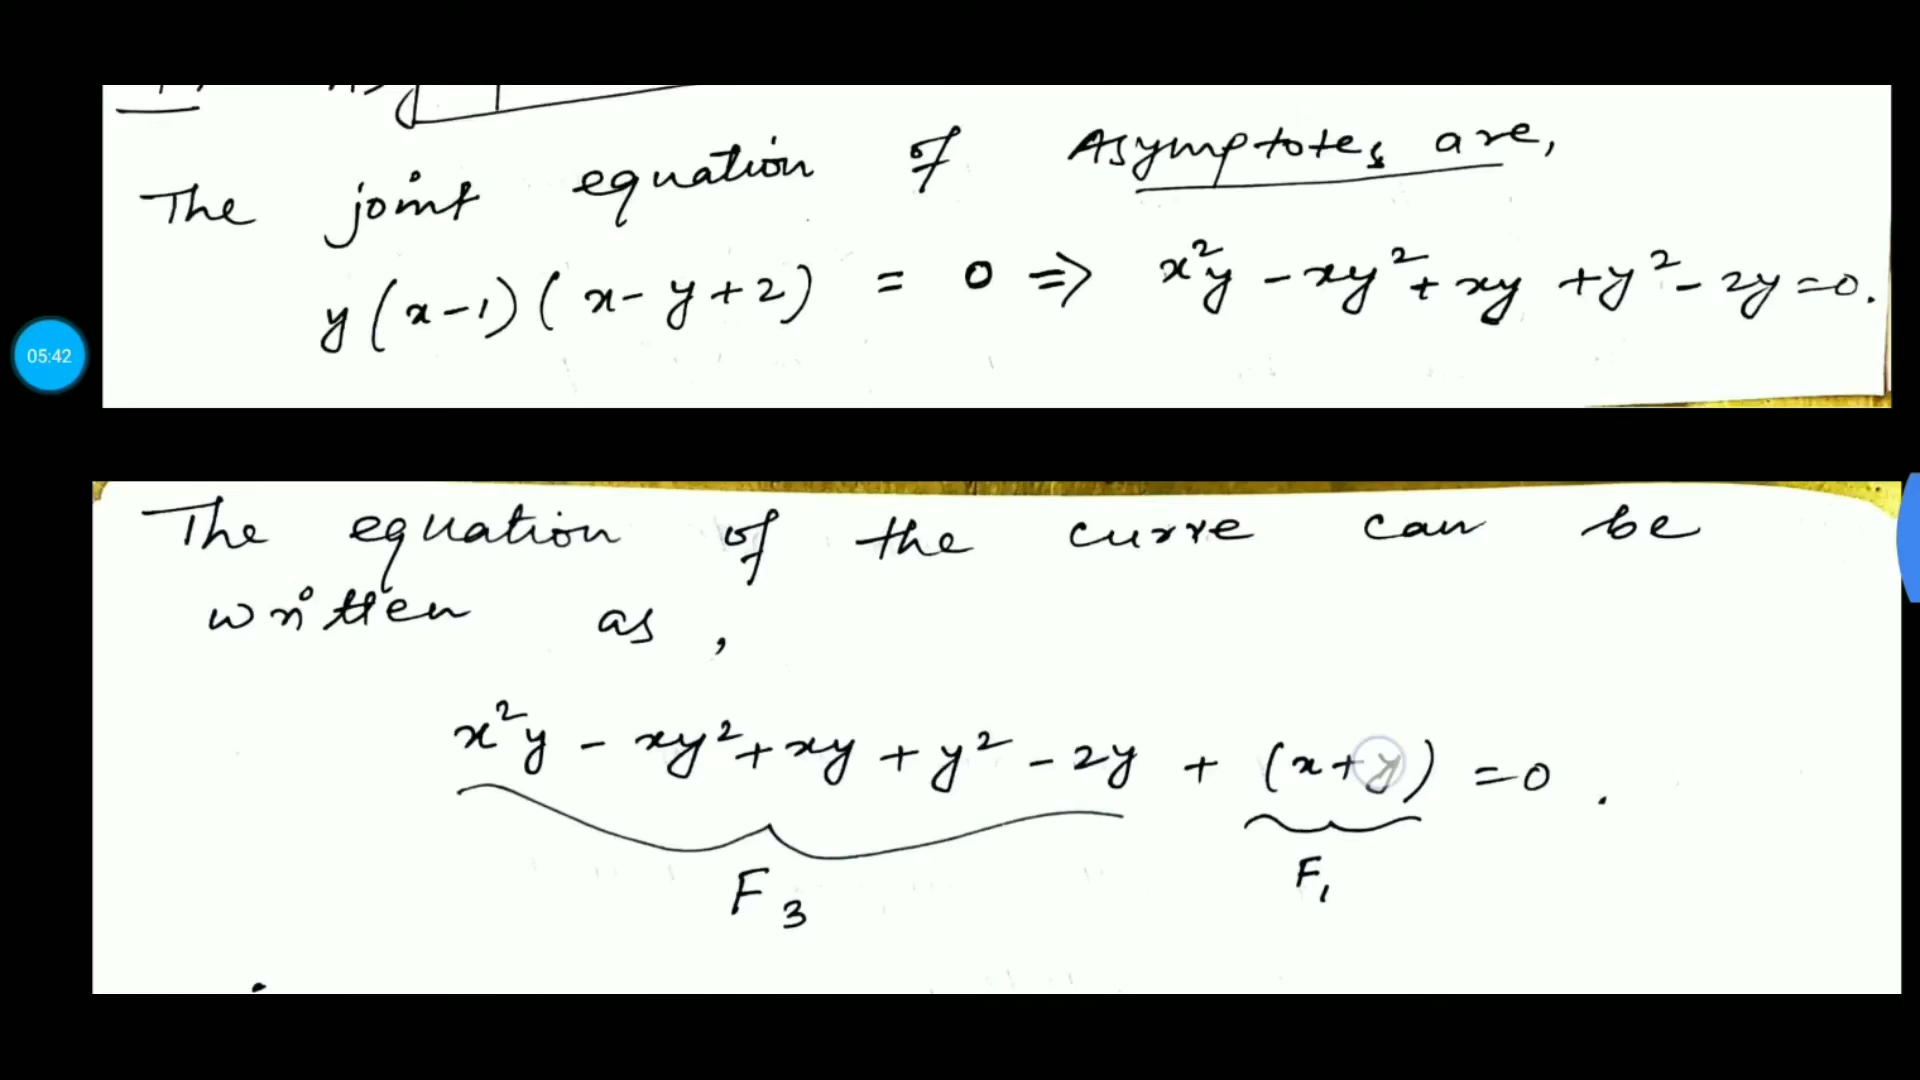 The joint equation of Asymptotes are,
y(x-1)(x-y+2) = 0 => x²y - xy² + xy + y² - 2y = 0.
05:42
The equation of the curve can be
written as,
x²y - xy² + xy + y² - 2y + (x+y) = 0.
F₃ F₁